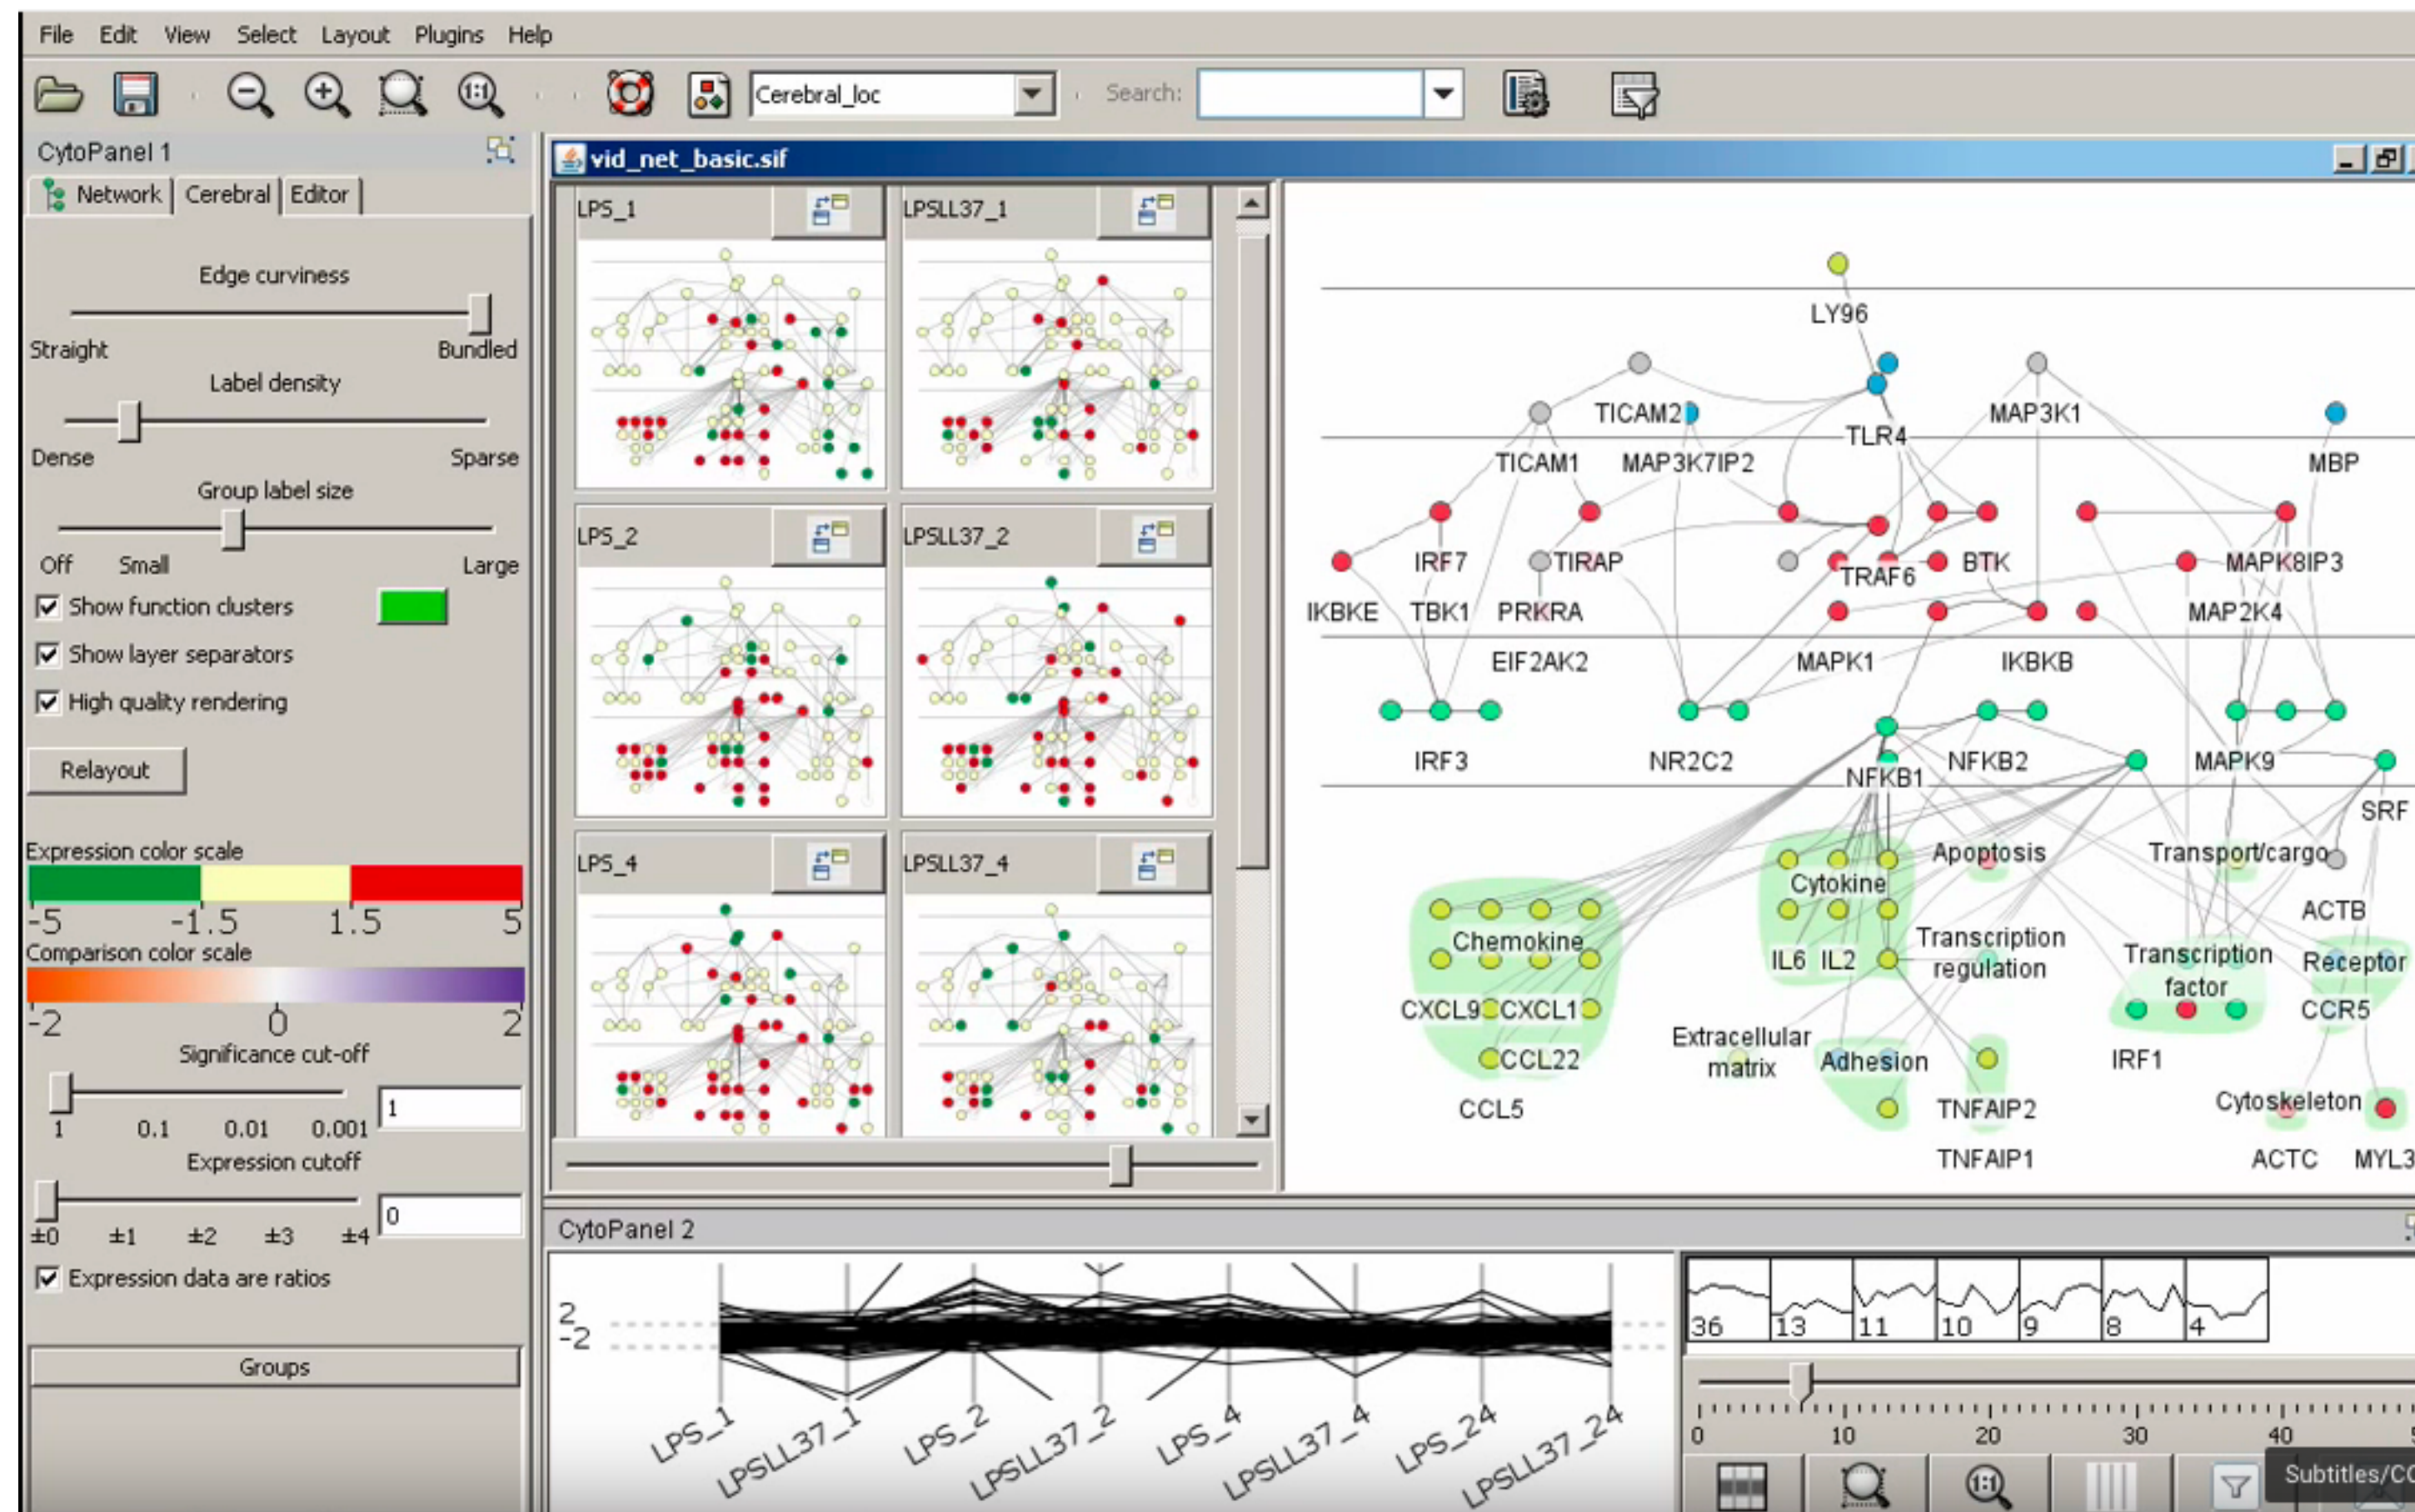 File Edit View Select Layout Plugins Help
1:1 Cerebral_loc Search:
CytoPanel 1
Network Cerebral Editor
Edge curviness
Straight Bundled
Label density
Dense Sparse
Group label size
Off Small Large
Show function clusters
Show layer separators
High quality rendering
Relayout
Expression color scale
-5 -1.5 1.5 5
Comparison color scale
-2 0 2
Significance cut-off
1
1 0.1 0.01 0.001
Expression cutoff
0
±0 ±1 ±2 ±3 ±4
Expression data are ratios
Groups
vid_net_basic.sif
LPS_1 LPSLL37_1
LPS_2 LPSLL37_2
LPS_4 LPSLL37_4
LY96
TICAM2 MAP3K1
TLR4
TICAM1 MAP3K7IP2 MBP
IRF7 TIRAP BTK MAPK8IP3
TRAF6
IKBKE TBK1 PRKRA MAP2K4
EIF2AK2 MAPK1 IKBKB
IRF3 NR2C2 NFKB2 MAPK9
NFKB1
SRF
Apoptosis Transport/cargo
Cytokine
ACTB
Chemokine Transcription
regulation
Transcription
factor
IL6 IL2 Receptor
CXCL9 CXCL1 CCR5
Extracellular
matrix
CCL22 Adhesion IRF1
CCL5 TNFAIP2 Cytoskeleton
TNFAIP1 ACTC MYL3
CytoPanel 2
2
-2
LPS_1 LPSLL37_1 LPS_2 LPSLL37_2 LPS_4 LPSLL37_4 LPS_24 LPSLL37_24
36 13 11 10 9 8 4
0 10 20 30 40
1:1
Subtitles/CC